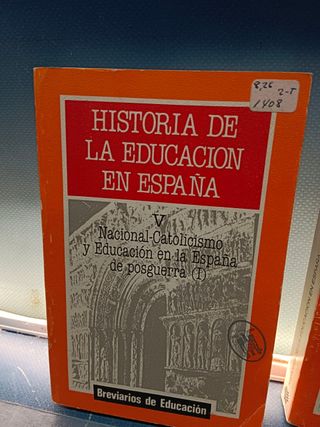 8,26 2-T
1408
HISTORIA DE
LA EDUCACION
EN ESPAÑA
V
Nacional-Catolicismo
y Educación en la España
de posguerra (I)
Breviarios de Educación